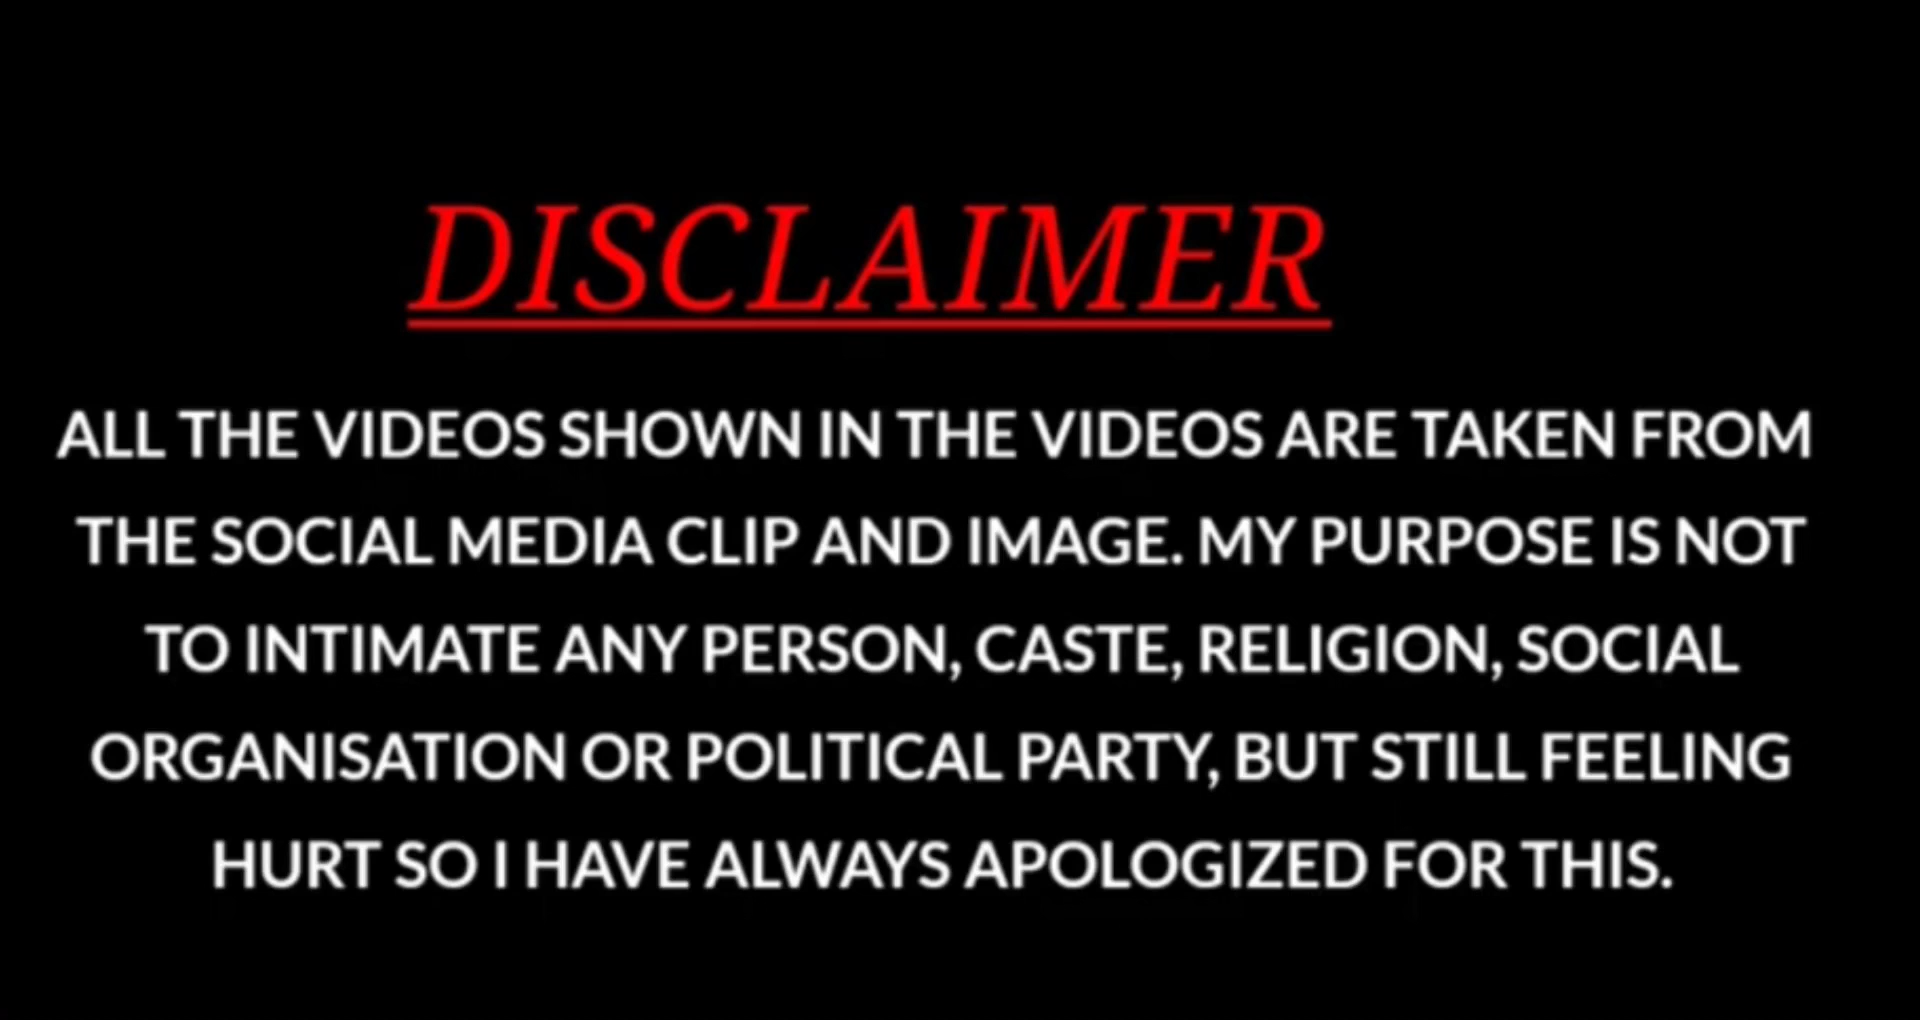 DISCLAIMER
ALL THE VIDEOS SHOWN IN THE VIDEOS ARE TAKEN FROM
THE SOCIAL MEDIA CLIP AND IMAGE. MY PURPOSE IS NOT
TO INTIMATE ANY PERSON, CASTE, RELIGION, SOCIAL
ORGANISATION OR POLITICAL PARTY, BUT STILL FEELING
HURT SO I HAVE ALWAYS APOLOGIZED FOR THIS.